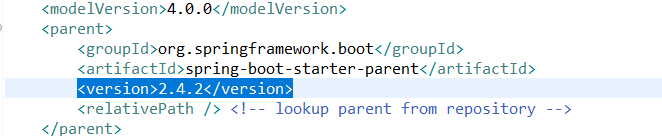 <modelVersion>4.0.0</modelVersion>
<parent>
<groupId>org.springframework.boot</groupId>
<artifactId>spring-boot-starter-parent</artifactId>
<version>2.4.2</version>
<relativePath /> <!-- lookup parent from repository -->
</parent>